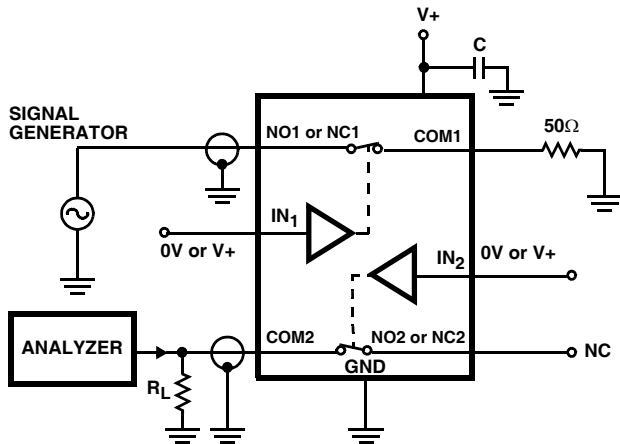 V+
C
SIGNAL
GENERATOR
NO1 or NC1
COM1
50Ω
IN1
0V or V+
IN2
0V or V+
ANALYZER
COM2
NO2 or NC2
NC
GND
RL